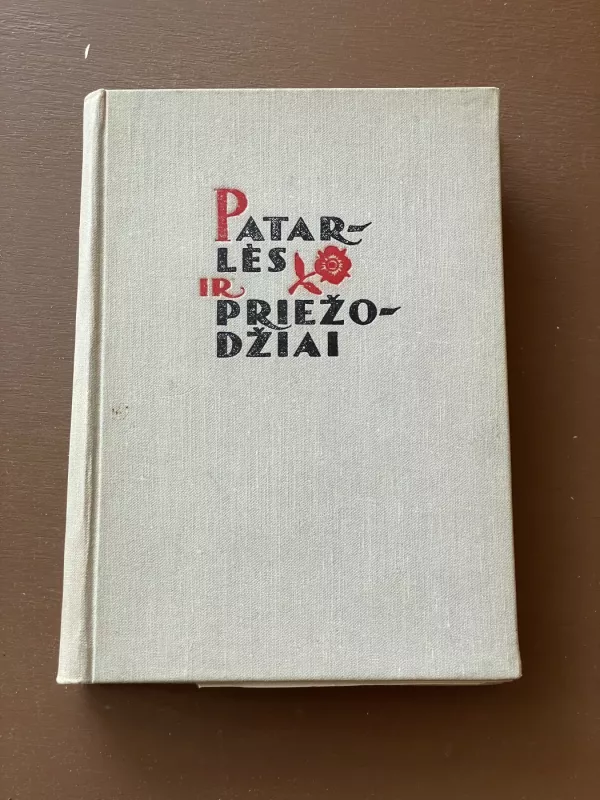 PATAR-
LĖS
IR
PRIEŽO-
DŽIAI